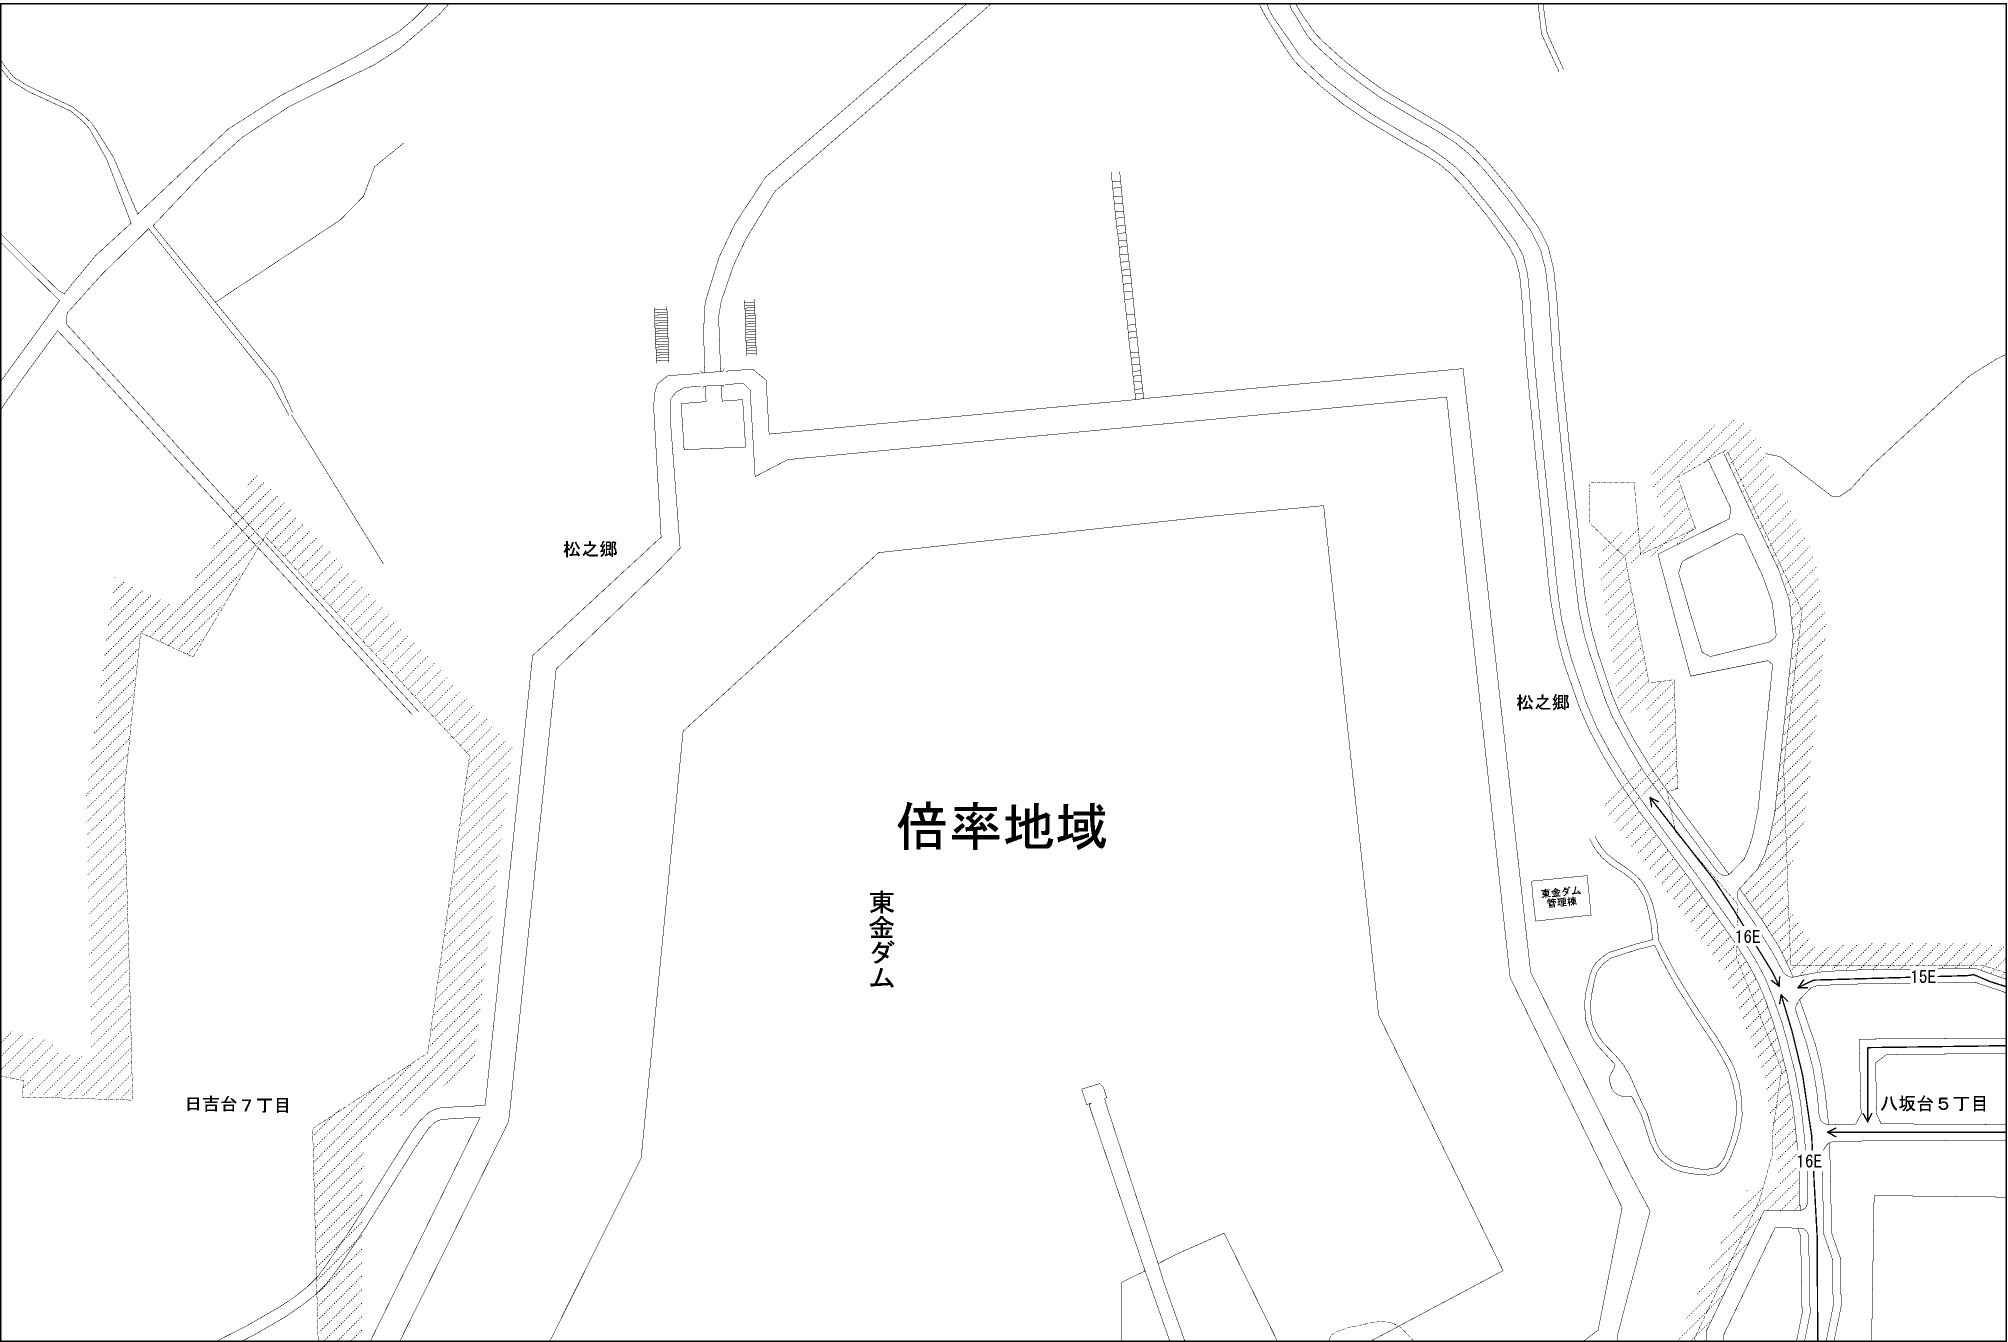 松之郷
松之郷
倍率地域
東金ダム
東金ダム
管理棟
16E
15E
日吉台７丁目
八坂台５丁目
16E